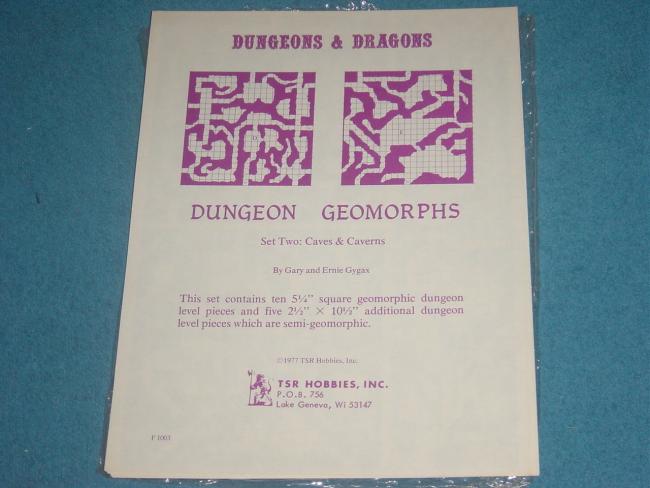 DUNGEONS & DRAGONS
D
E
DUNGEON GEOMORPHS
Set Two: Caves & Caverns
By Gary and Ernie Gygax
This set contains ten 5¼" square geomorphic dungeon
level pieces and five 2½" × 10½" additional dungeon
level pieces which are semi-geomorphic.
©1977 TSR Hobbies, Inc.
TSR HOBBIES, INC.
P.O.B. 756
Lake Geneva, Wi 53147
F 1003